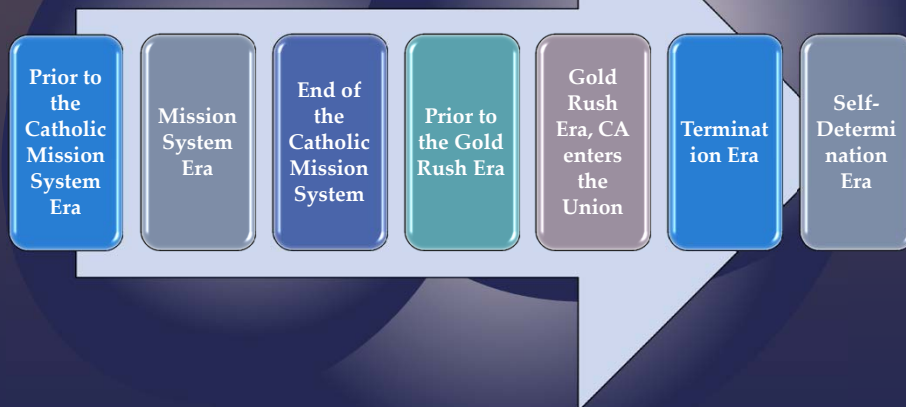 Prior to
the
Catholic
Mission
System
Era
Mission
System
Era
End of
the
Catholic
Mission
System
Prior to
the Gold
Rush Era
Gold
Rush
Era, CA
enters
the
Union
Terminat
ion Era
Self-
Determi
nation
Era